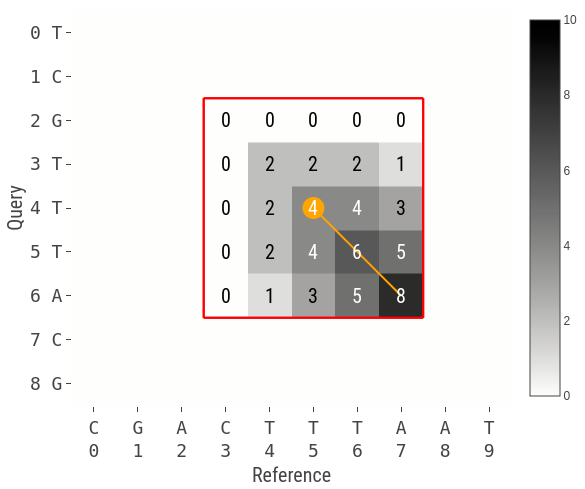 10
0 T
8
1 C
2 G 0 0 0 0 0
3 T 0 2 2 2 1
6
4 T 0 2 4 4 3
Query
4
5 T 0 2 4 6 5
6 A 0 1 3 5 8
2
7 C
8 G
0
C G A C T T T A A T
0 1 2 3 4 5 6 7 8 9
Reference